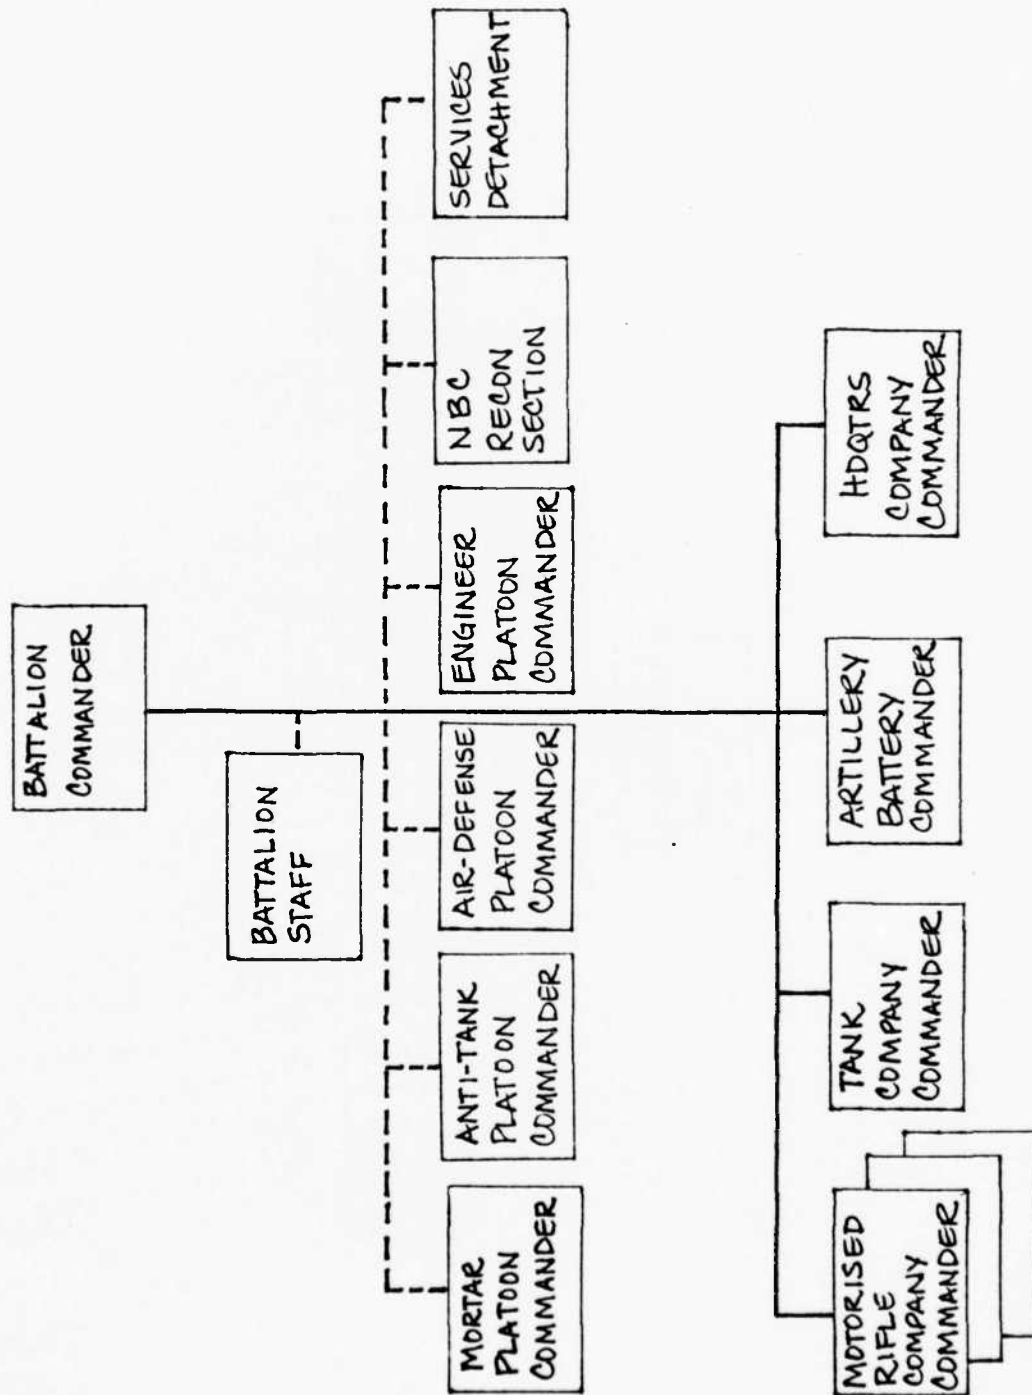 BATTALION
COMMANDER
BATTALION
STAFF
MORTAR
PLATOON
COMMANDER
ANTI-TANK
PLATOON
COMMANDER
AIR-DEFENSE
PLATOON
COMMANDER
ENGINEER
PLATOON
COMMANDER
NBC
RECON
SECTION
SERVICES
DETACHMENT
MOTORISED
RIFLE
COMPANY
COMMANDER
TANK
COMPANY
COMMANDER
ARTILLERY
BATTERY
COMMANDER
HDQTRS
COMPANY
COMMANDER